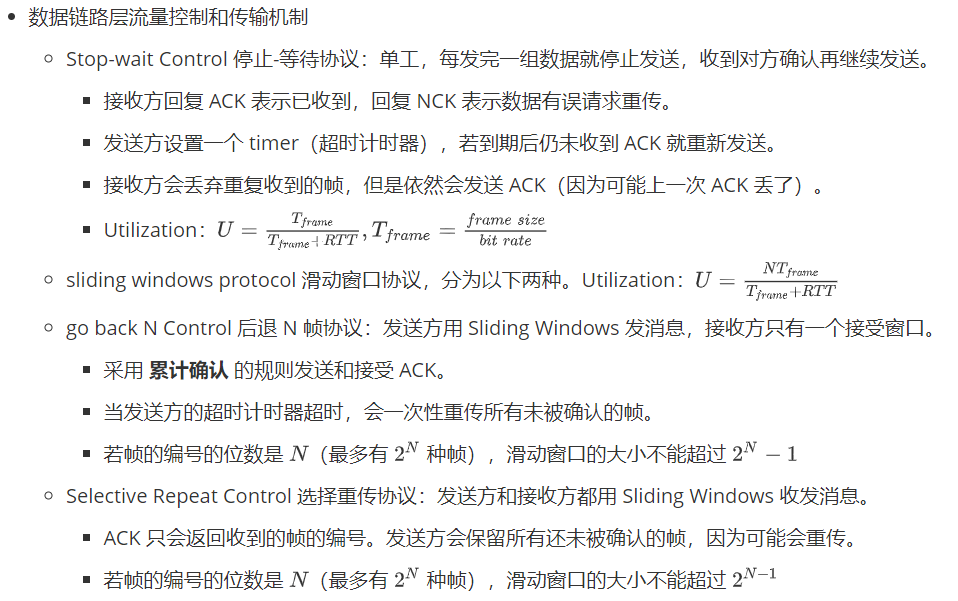 数据链路层流量控制和传输机制
Stop-wait Control 停止-等待协议：单工，每发完一组数据就停止发送，收到对方确认再继续发送。
接收方回复 ACK 表示已收到，回复 NCK 表示数据有误请求重传。
发送方设置一个 timer（超时计时器），若到期后仍未收到 ACK 就重新发送。
接收方会丢弃重复收到的帧，但是依然会发送 ACK（因为可能上一次 ACK 丢了）。
Utilization：$U = \frac{T_{frame}}{T_{frame}+RTT}, T_{frame} = \frac{frame\ size}{bit\ rate}$
sliding windows protocol 滑动窗口协议，分为以下两种。Utilization：$U = \frac{NT_{frame}}{T_{frame}+RTT}$
go back N Control 后退 N 帧协议：发送方用 Sliding Windows 发消息，接收方只有一个接受窗口。
采用 累计确认 的规则发送和接受 ACK。
当发送方的超时计时器超时，会一次性重传所有未被确认的帧。
若帧的编号的位数是 $N$（最多有 $2^N$ 种帧），滑动窗口的大小不能超过 $2^N - 1$
Selective Repeat Control 选择重传协议：发送方和接收方都用 Sliding Windows 收发消息。
ACK 只会返回收到的帧的编号。发送方会保留所有还未被确认的帧，因为可能会重传。
若帧的编号的位数是 $N$（最多有 $2^N$ 种帧），滑动窗口的大小不能超过 $2^{N-1}$